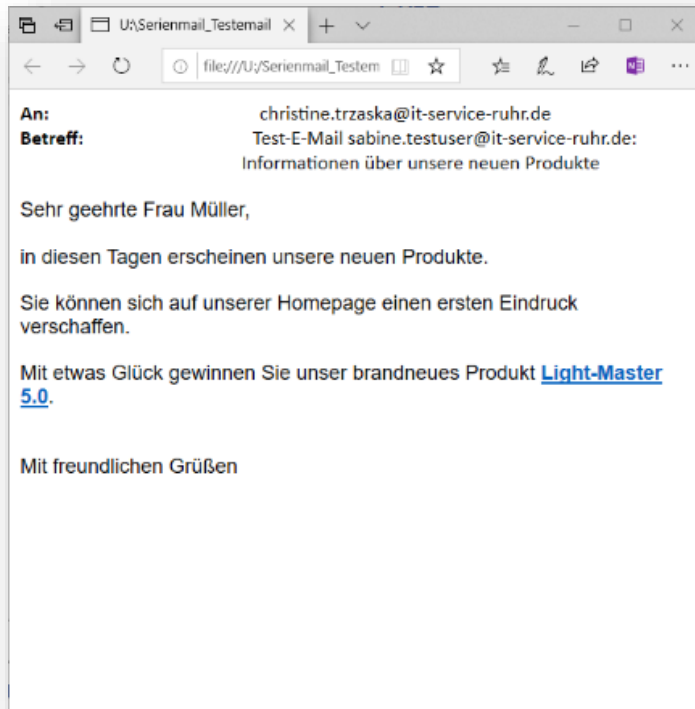 U:\Serienmail_Testemail
file:///U:/Serienmail_Testem
An: christine.trzaska@it-service-ruhr.de
Betreff: Test-E-Mail sabine.testuser@it-service-ruhr.de:
Informationen über unsere neuen Produkte
Sehr geehrte Frau Müller,
in diesen Tagen erscheinen unsere neuen Produkte.
Sie können sich auf unserer Homepage einen ersten Eindruck
verschaffen.
Mit etwas Glück gewinnen Sie unser brandneues Produkt Light-Master
5.0.
Mit freundlichen Grüßen